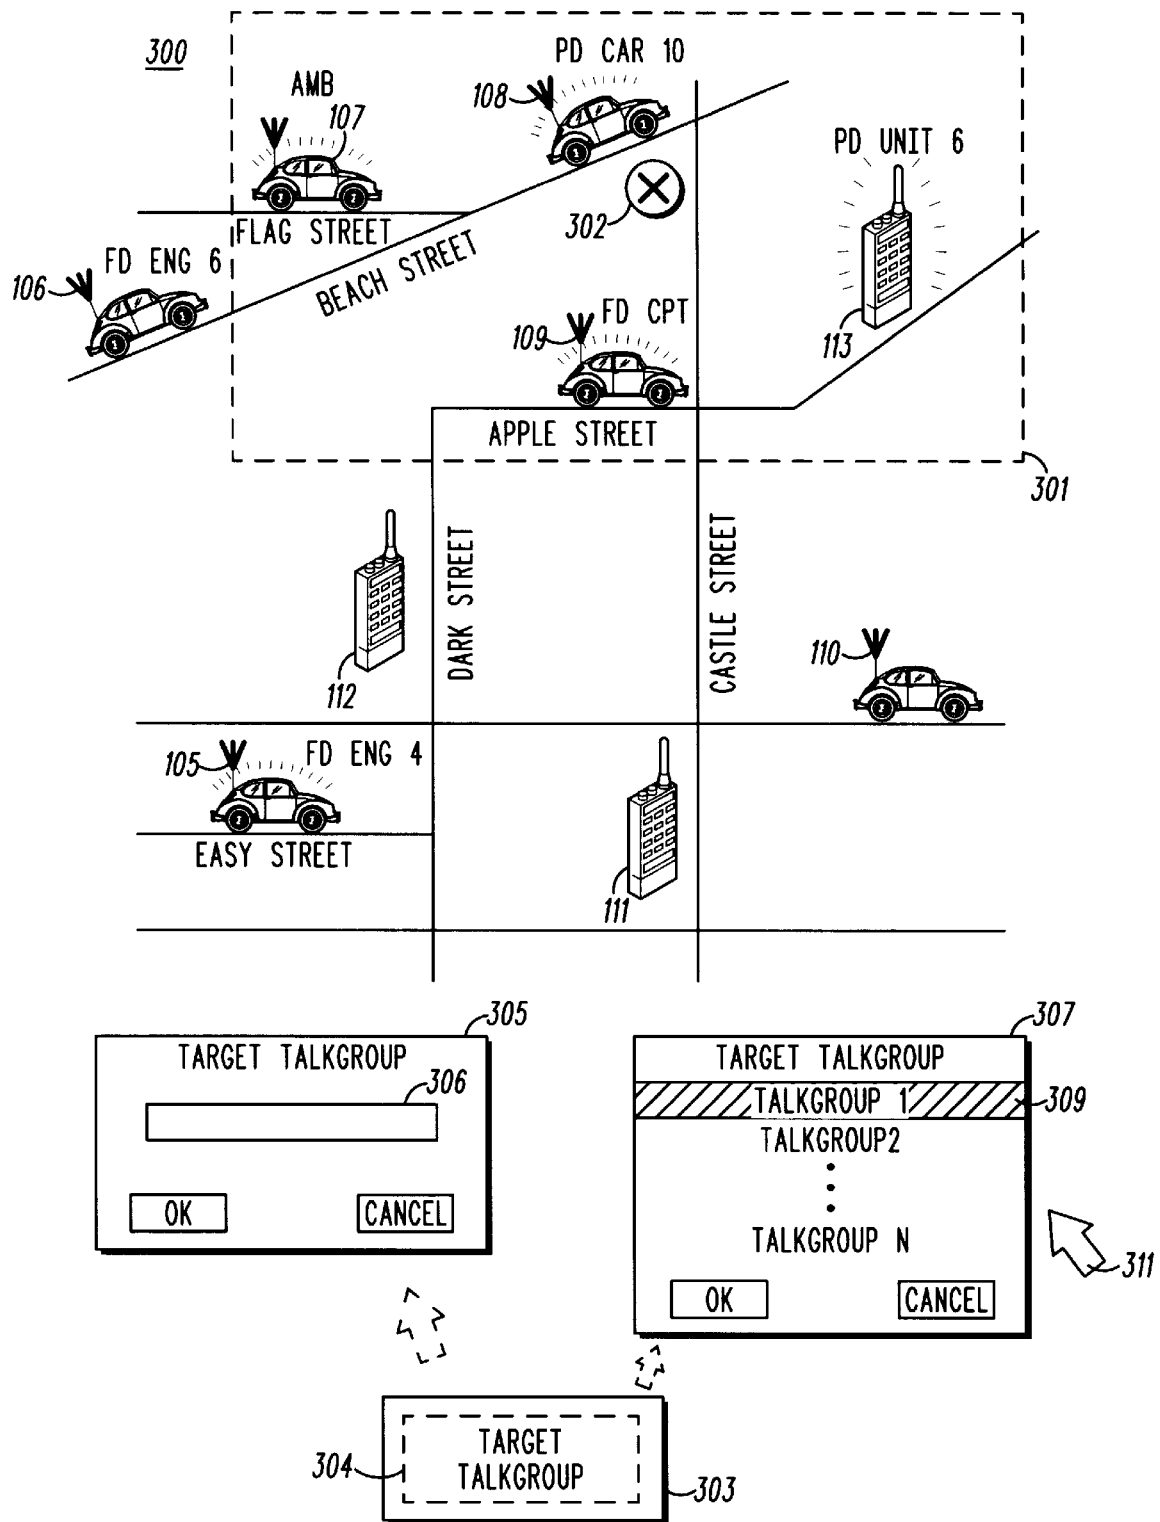 300
PD CAR 10
AMB
108
107
PD UNIT 6
302
FLAG STREET
FD ENG 6
106
BEACH STREET
109
FD CPT
113
APPLE STREET
301
DARK STREET
CASTLE STREET
112
110
105
FD ENG 4
EASY STREET
111
305
TARGET TALKGROUP
306
OK
CANCEL
307
TARGET TALKGROUP
TALKGROUP 1
309
TALKGROUP2
TALKGROUP N
311
OK
CANCEL
TARGET
TALKGROUP
304
303